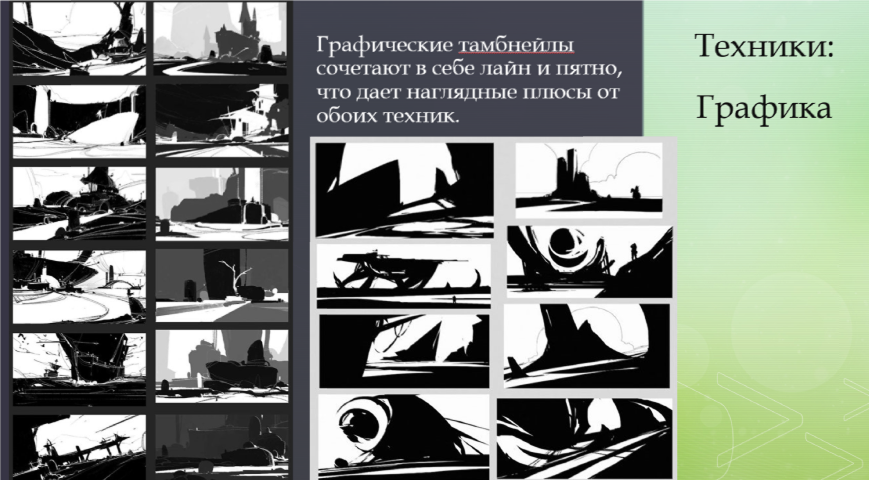 Графические тамбнейлы
сочетают в себе лайн и пятно,
что дает наглядные плюсы от
обоих техник.
Техники:
Графика